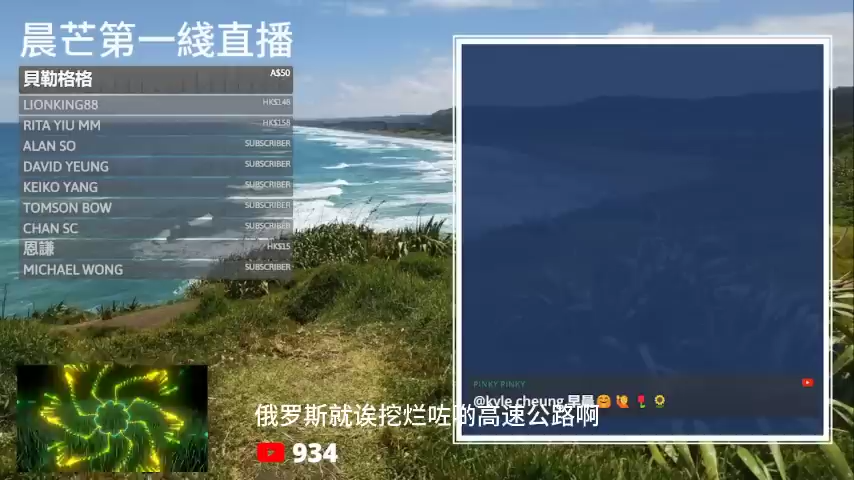 晨芒第一綫直播
貝勒格格 A$50
LIONKING88 HK$148
RITA YIU MM HK$158
ALAN SO SUBSCRIBER
DAVID YEUNG SUBSCRIBER
KEIKO YANG SUBSCRIBER
TOMSON BOW SUBSCRIBER
CHAN SC SUBSCRIBER
恩謙 HK$15
MICHAEL WONG SUBSCRIBER
PINKY PINKY
@kyle cheung 早晨 🤗 🙋 🌷 🌻
俄罗斯就诶挖烂咗啲高速公路啊
934